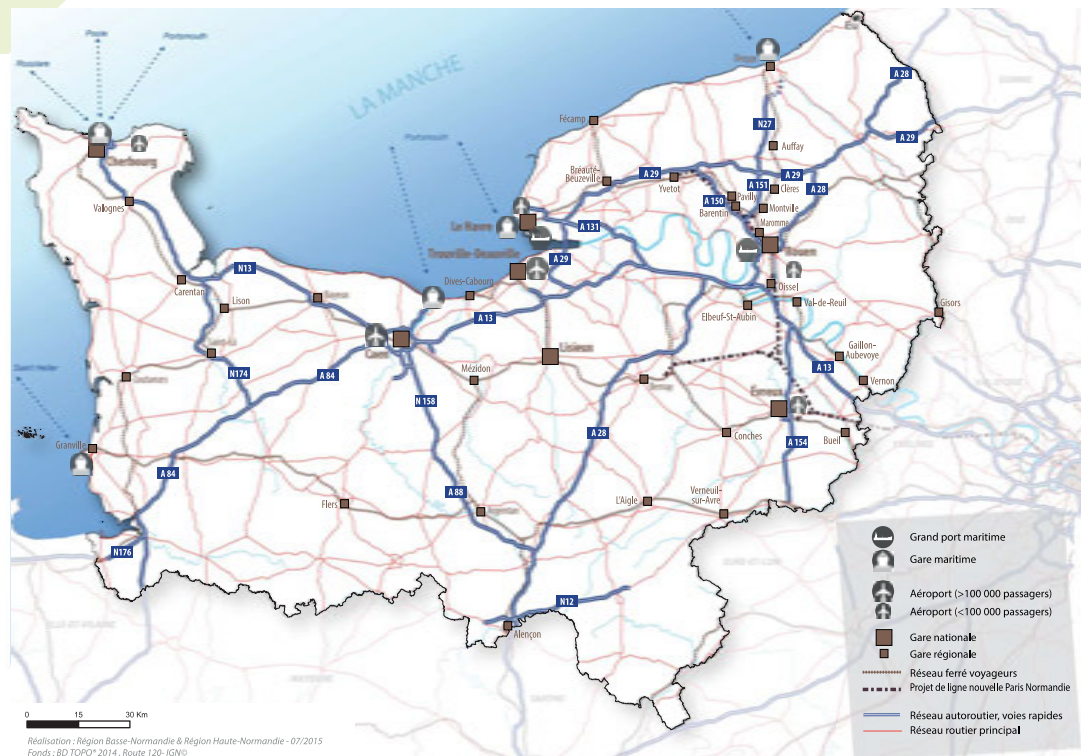 Portsmouth
LA MANCHE
Portsmouth
Cherbourg
Valognes
Fécamp
Bréauté-
Beuzeville
Yvetot
Auffay
Clères
Pavilly
Barentin
Montville
Maromme
Rouen
Oissel
Val-de-Reuil
Elbeuf-St-Aubin
Gisors
Gaillon-
Aubevoye
Vernon
Le Havre
Trouville-Deauville
Dives-Cabourg
Carentan
Lison
Caen
Lisieux
Mézidon
Evreux
Conches
Bueil
Granville
Flers
L'Aigle
Verneuil-
sur-Avre
Alençon
A 28
A 29
N27
A 29
A 29
A 151
A 28
A 150
A 131
A 29
N13
A 13
A 84
N174
N 158
A 28
A 13
A 154
A 84
A 88
N176
N12
Grand port maritime
Gare maritime
Aéroport (>100 000 passagers)
Aéroport (<100 000 passagers)
Gare nationale
Gare régionale
Réseau ferré voyageurs
Projet de ligne nouvelle Paris Normandie
Réseau autoroutier, voies rapides
Réseau routier principal
0 15 30 Km
Réalisation : Région Basse-Normandie & Région Haute-Normandie - 07/2015
Fonds : BD TOPO® 2014 , Route 120- IGN©